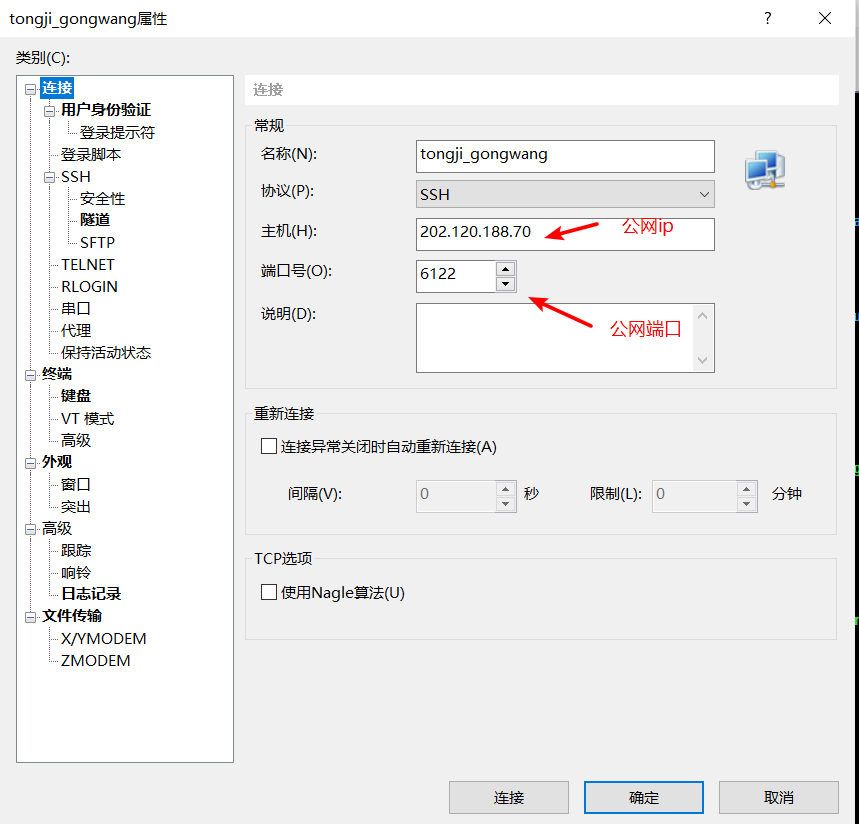 tongji_gongwang属性
?
类别(C):
连接
用户身份验证
登录提示符
登录脚本
SSH
安全性
隧道
SFTP
TELNET
RLOGIN
串口
代理
保持活动状态
终端
键盘
VT 模式
高级
外观
窗口
突出
高级
跟踪
响铃
日志记录
文件传输
X/YMODEM
ZMODEM
连接
常规
名称(N): tongji_gongwang
协议(P): SSH
主机(H): 202.120.188.70 公网ip
端口号(O): 6122
公网端口
说明(D):
重新连接
连接异常关闭时自动重新连接(A)
间隔(V): 0 秒 限制(L): 0 分钟
TCP选项
使用Nagle算法(U)
连接 确定 取消